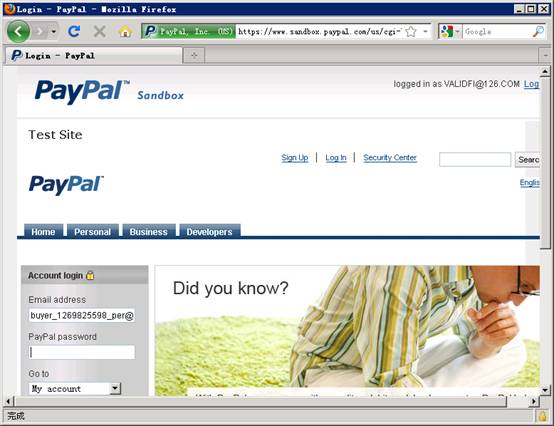 Login - PayPal - Mozilla Firefox
PayPal, Inc. (US) https://www.sandbox.paypal.com/us/cgi-
Google
Login - PayPal
logged in as VALIDFI@126.COM Log
PayPal™ Sandbox
Test Site
Sign Up | Log In | Security Center
Searc
PayPal™
Englis
Home Personal Business Developers
Account login
Did you know?
Email address
buyer_1269825598_per@
PayPal password
Go to
My account
完成